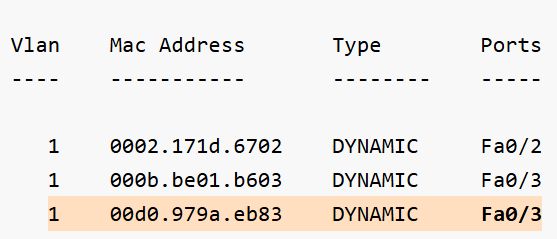 Vlan    Mac Address       Type        Ports
----    -----------       --------    -----
   1    0002.171d.6702    DYNAMIC     Fa0/2
   1    000b.be01.b603    DYNAMIC     Fa0/3
   1    00d0.979a.eb83    DYNAMIC     Fa0/3